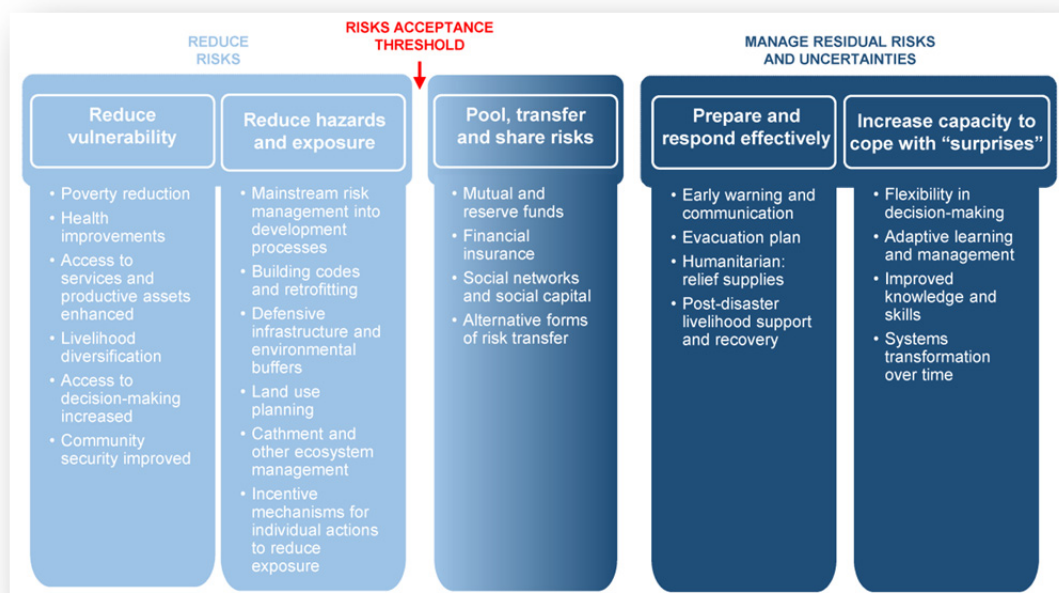 REDUCE
RISKS
RISKS ACCEPTANCE
THRESHOLD
MANAGE RESIDUAL RISKS
AND UNCERTAINTIES
Reduce
vulnerability
• Poverty reduction
• Health
improvements
• Access to
services and
productive assets
enhanced
• Livelihood
diversification
• Access to
decision-making
increased
• Community
security improved
Reduce hazards
and exposure
• Mainstream risk
management into
development
processes
• Building codes
and retrofitting
• Defensive
infrastructure and
environmental
buffers
• Land use
planning
• Cathment and
other ecosystem
management
• Incentive
mechanisms for
individual actions
to reduce
exposure
Pool, transfer
and share risks
• Mutual and
reserve funds
• Financial
insurance
• Social networks
and social capital
• Alternative forms
of risk transfer
Prepare and
respond effectively
• Early warning and
communication
• Evacuation plan
• Humanitarian:
relief supplies
• Post-disaster
livelihood support
and recovery
Increase capacity to
cope with “surprises”
• Flexibility in
decision-making
• Adaptive learning
and management
• Improved
knowledge and
skills
• Systems
transformation
over time